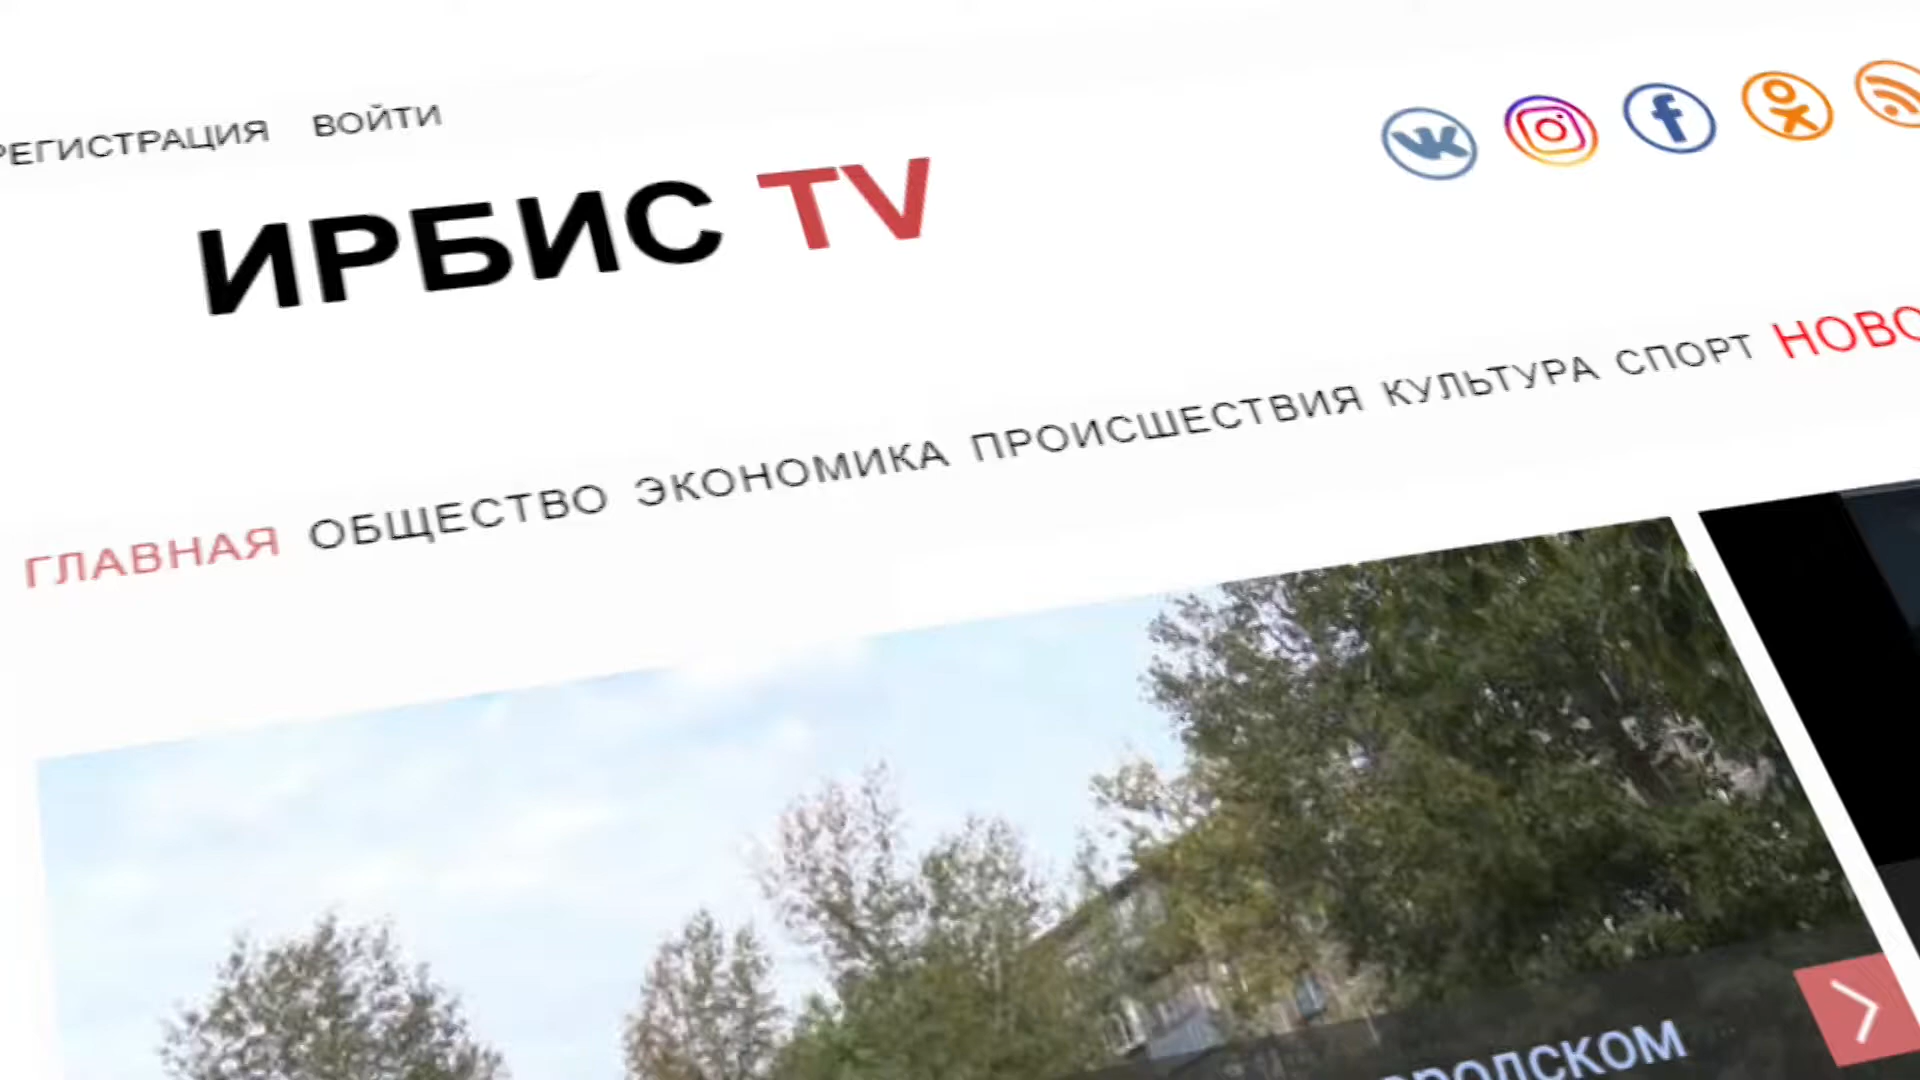 РЕГИСТРАЦИЯ ВОЙТИ
ИРБИС TV
ГЛАВНАЯ ОБЩЕСТВО ЭКОНОМИКА ПРОИСШЕСТВИЯ КУЛЬТУРА СПОРТ